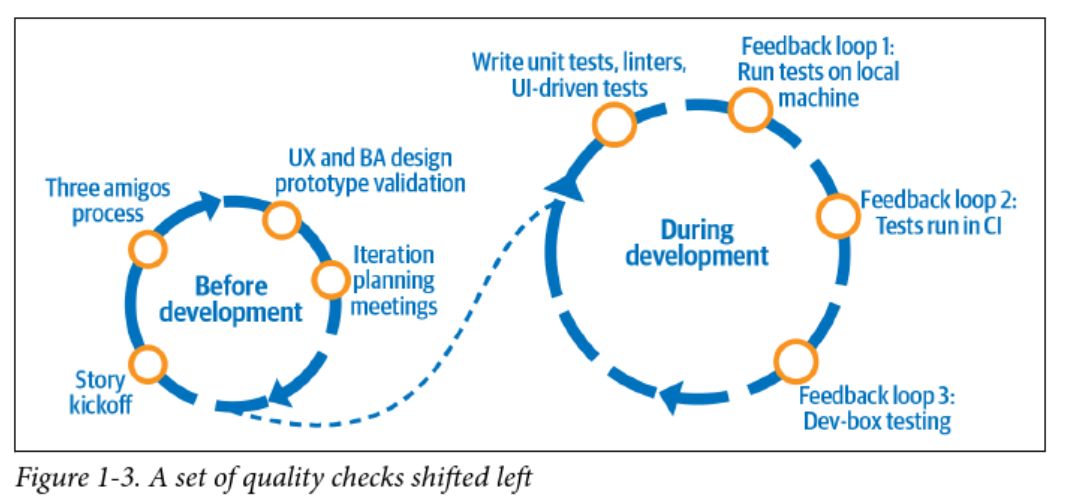 Three amigos
process
UX and BA design
prototype validation
Iteration
planning
meetings
Before
development
Story
kickoff
Write unit tests, linters,
UI-driven tests
Feedback loop 1:
Run tests on local
machine
Feedback loop 2:
Tests run in CI
During
development
Feedback loop 3:
Dev-box testing
Figure 1-3. A set of quality checks shifted left